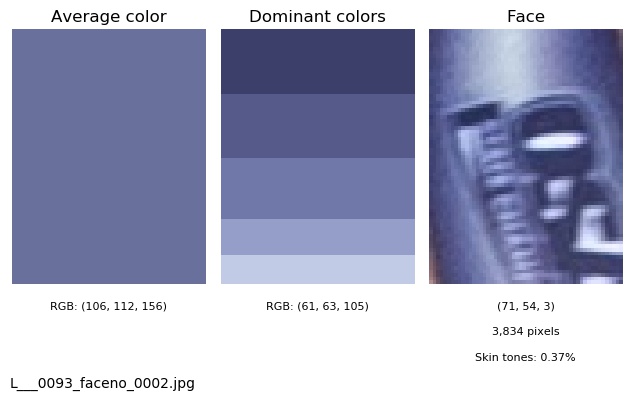 Average color
Dominant colors
Face
RGB: (106, 112, 156)
RGB: (61, 63, 105)
(71, 54, 3)
3,834 pixels
Skin tones: 0.37%
L___0093_faceno_0002.jpg